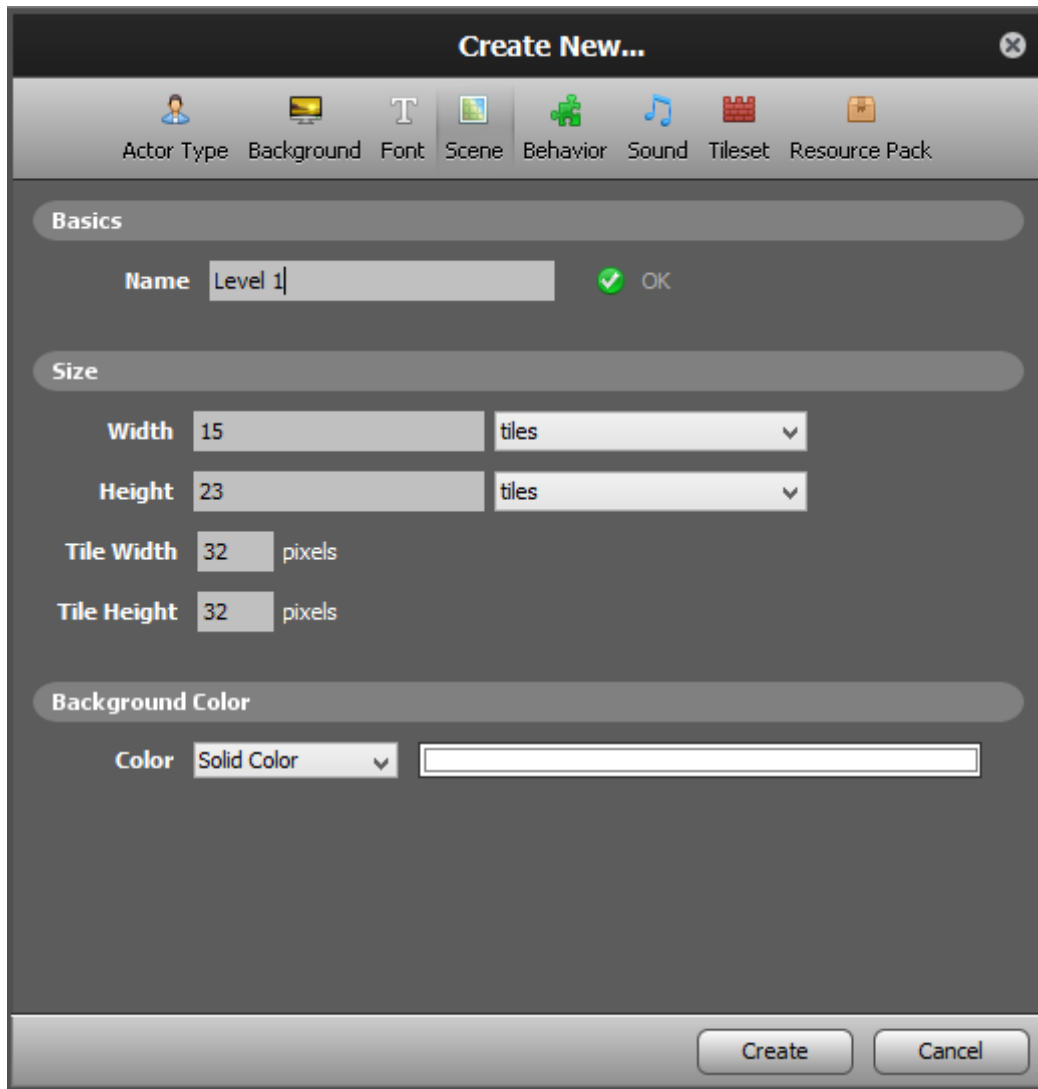 Create New...
Actor Type Background Font Scene Behavior Sound Tileset Resource Pack
Basics
Name Level 1 OK
Size
Width 15 tiles
Height 23 tiles
Tile Width 32 pixels
Tile Height 32 pixels
Background Color
Color Solid Color
Create Cancel